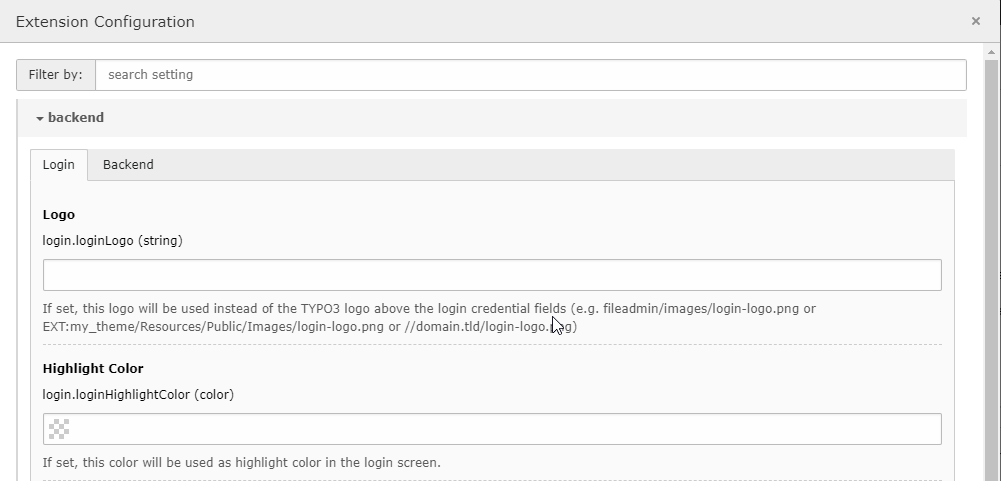 Extension Configuration
×
Filter by: search setting
backend
Login Backend
Logo
login.loginLogo (string)
If set, this logo will be used instead of the TYPO3 logo above the login credential fields (e.g. fileadmin/images/login-logo.png or
EXT:my_theme/Resources/Public/Images/login-logo.png or //domain.tld/login-logo.png)
Highlight Color
login.loginHighlightColor (color)
If set, this color will be used as highlight color in the login screen.